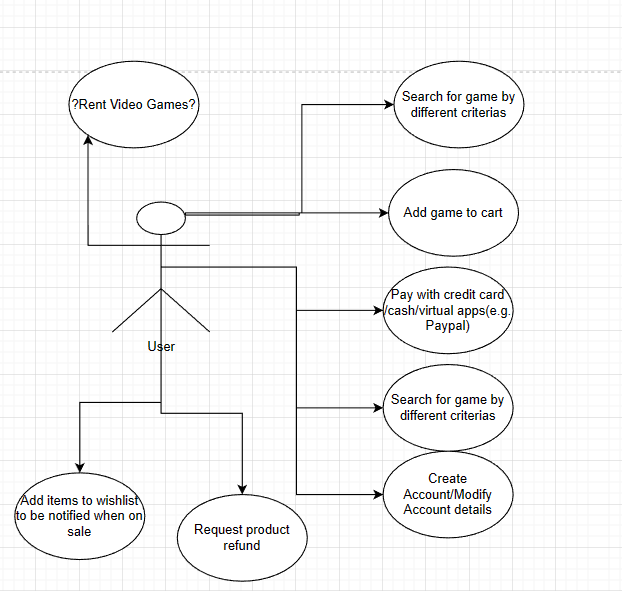 ?Rent Video Games?
Search for game by
different criterias
Add game to cart
Pay with credit card
/cash/virtual apps(e.g.
Paypal)
User
Search for game by
different criterias
Create
Account/Modify
Account details
Add items to wishlist
to be notified when on
sale
Request product
refund